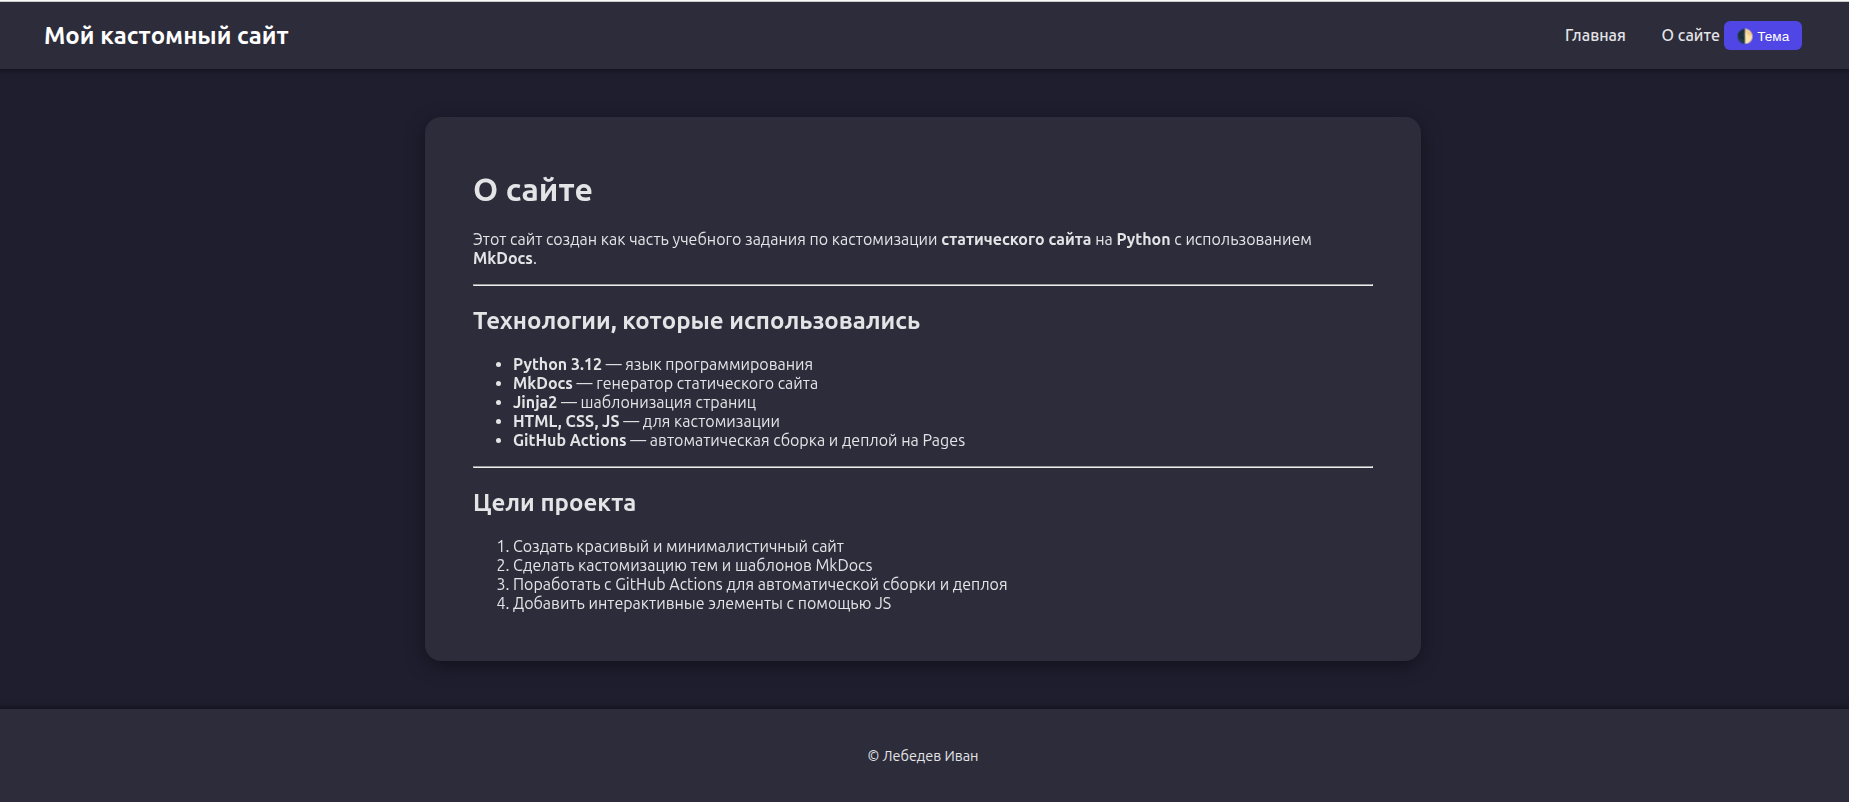 Мой кастомный сайт
Главная О сайте 🌓 Тема
О сайте
Этот сайт создан как часть учебного задания по кастомизации статического сайта на Python с использованием
MkDocs.
Технологии, которые использовались
• Python 3.12 — язык программирования
• MkDocs — генератор статического сайта
• Jinja2 — шаблонизация страниц
• HTML, CSS, JS — для кастомизации
• GitHub Actions — автоматическая сборка и деплой на Pages
Цели проекта
1. Создать красивый и минималистичный сайт
2. Сделать кастомизацию тем и шаблонов MkDocs
3. Поработать с GitHub Actions для автоматической сборки и деплоя
4. Добавить интерактивные элементы с помощью JS
© Лебедев Иван